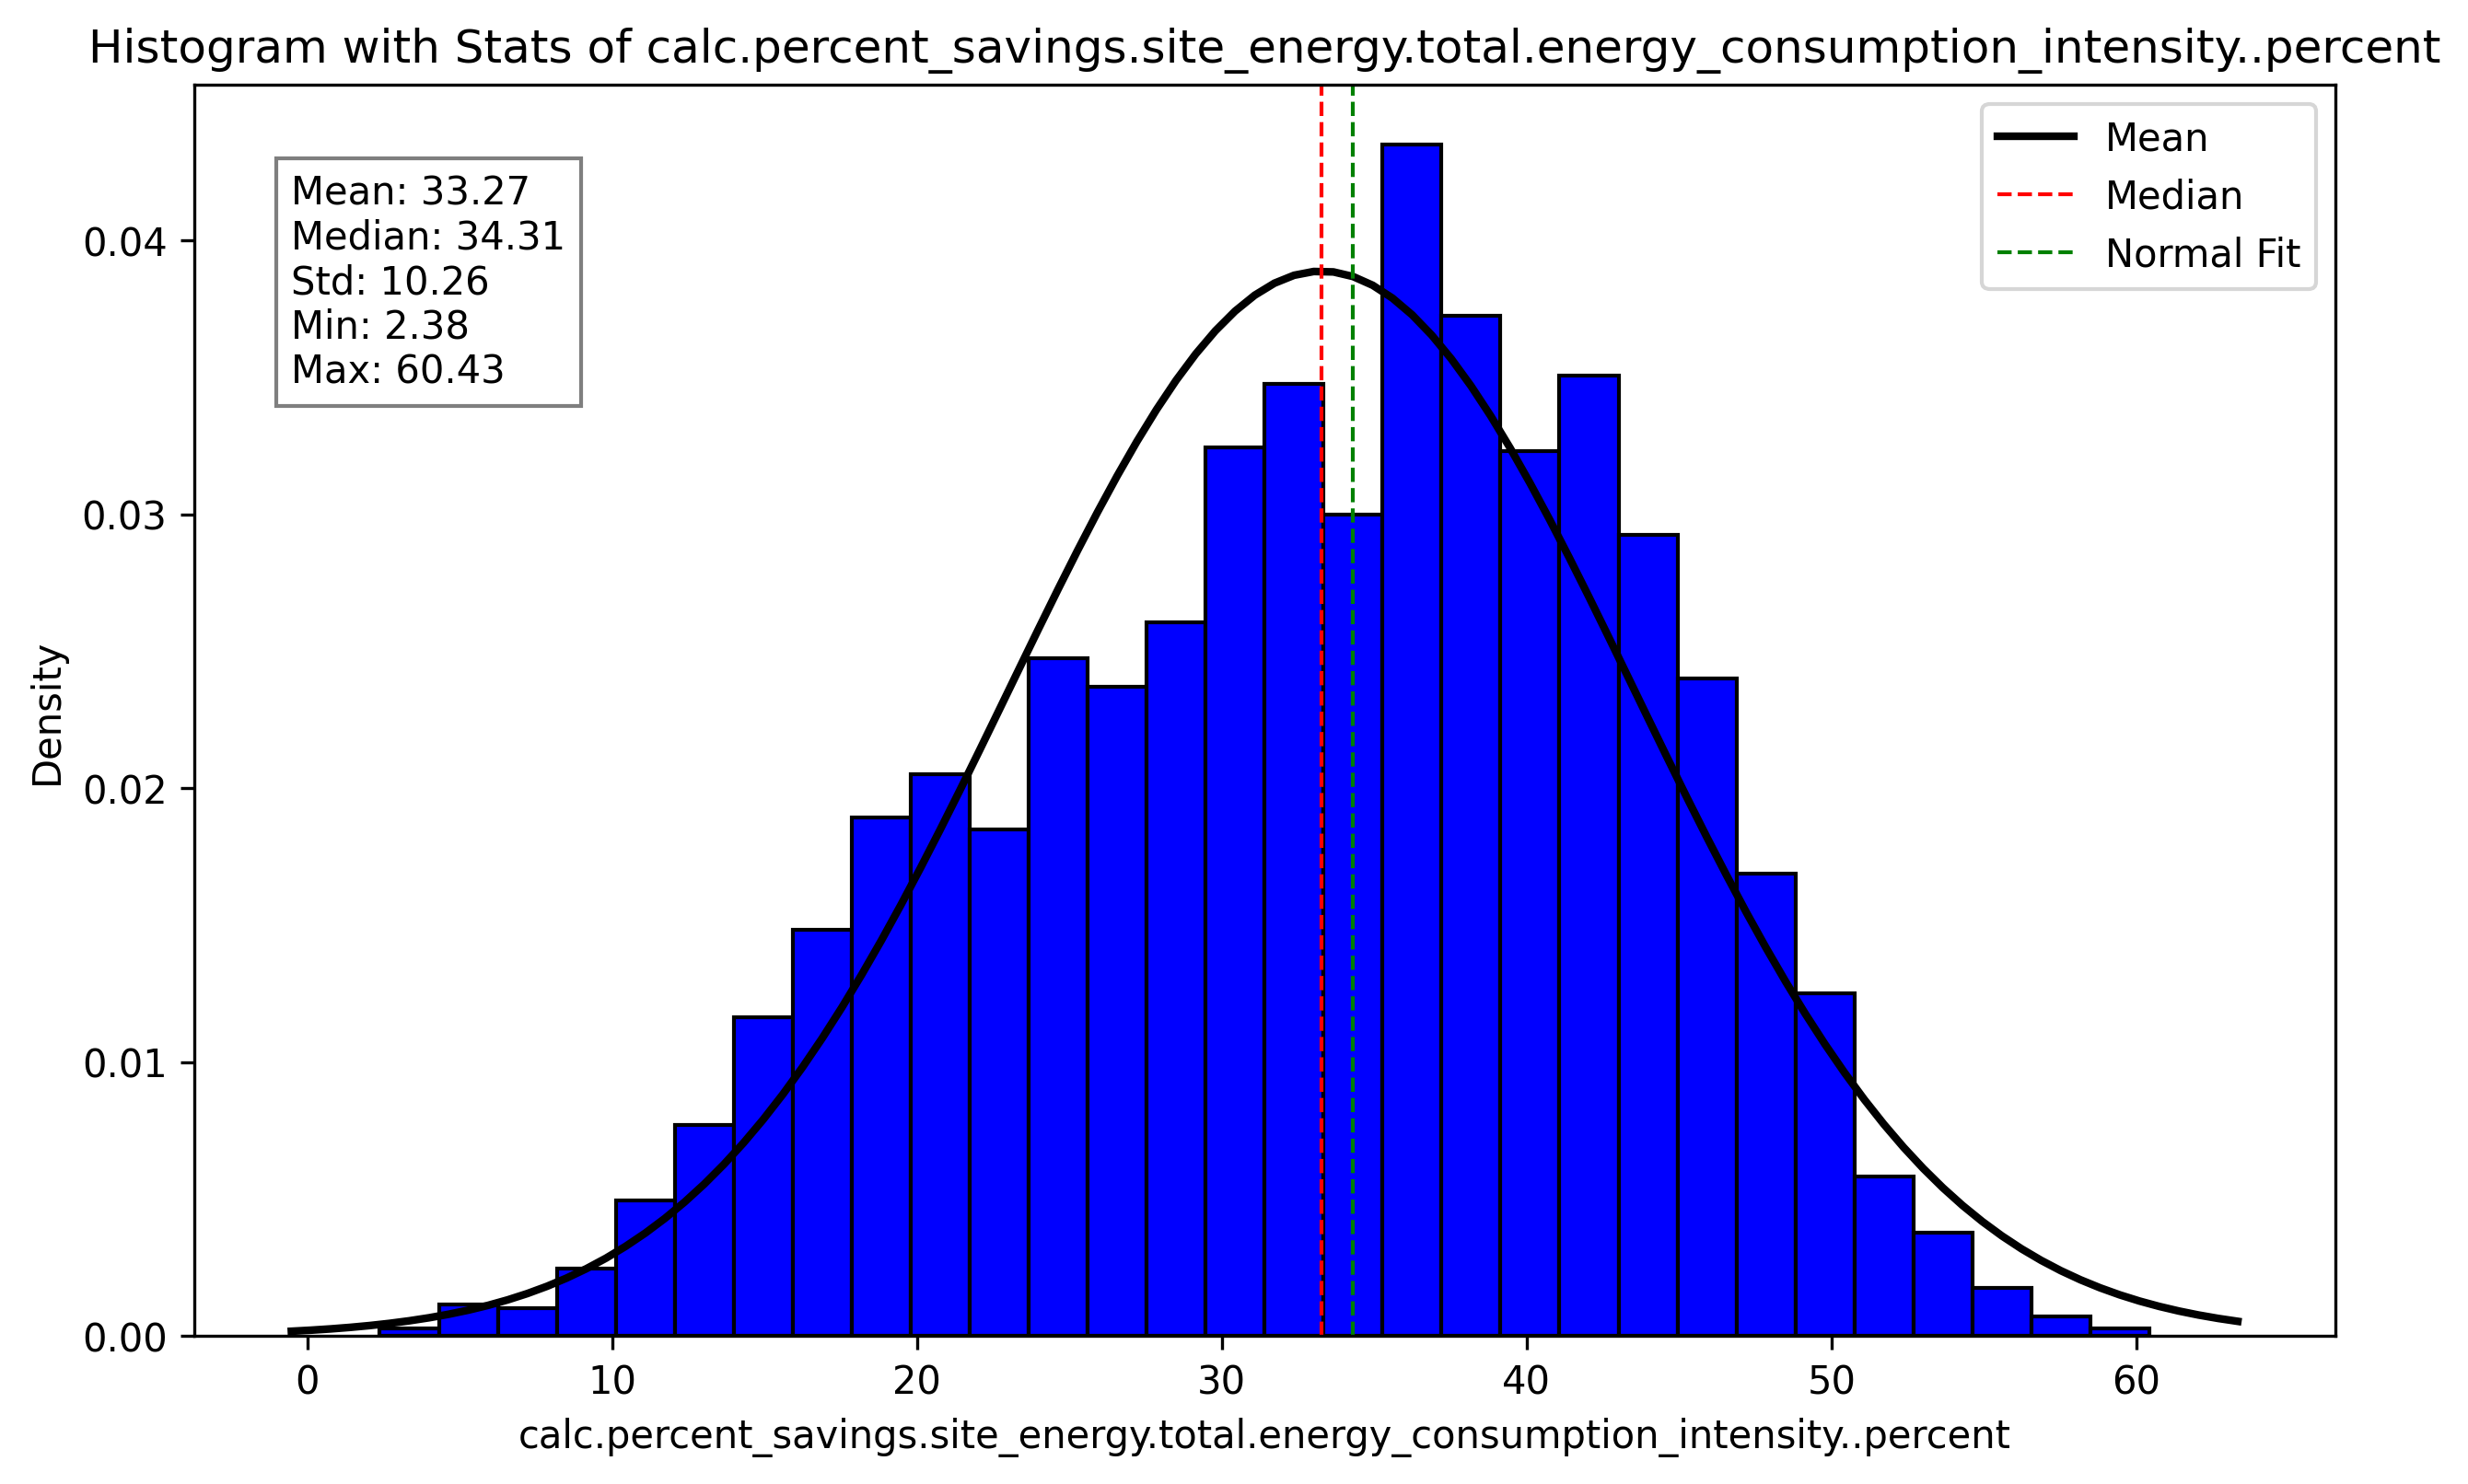 Histogram with Stats of calc.percent_savings.site_energy.total.energy_consumption_intensity..percent
Mean: 33.27
Median: 34.31
Std: 10.26
Min: 2.38
Max: 60.43
Mean
Median
Normal Fit
Density
0.04
0.03
0.02
0.01
0.00
0 10 20 30 40 50 60
calc.percent_savings.site_energy.total.energy_consumption_intensity..percent